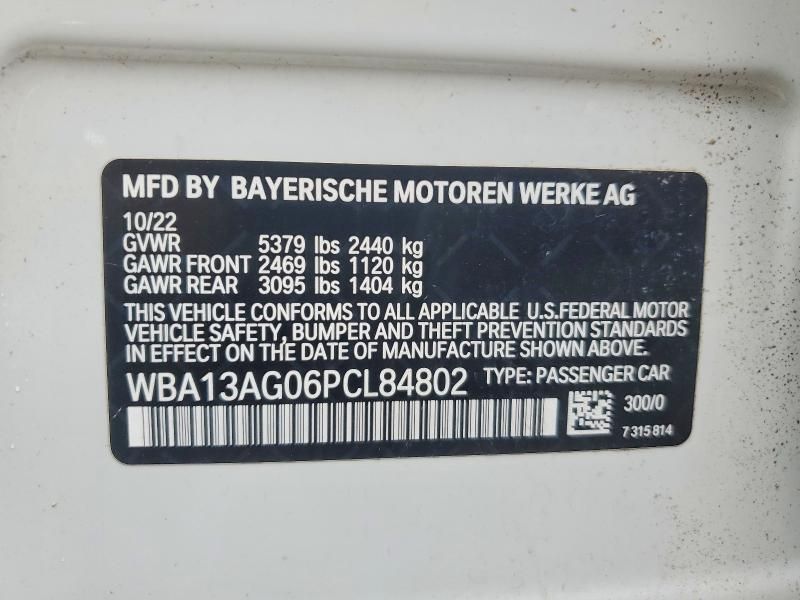 MFD BY BAYERISCHE MOTOREN WERKE AG
10/22
GVWR 5379 lbs 2440 kg
GAWR FRONT 2469 lbs 1120 kg
GAWR REAR 3095 lbs 1404 kg
THIS VEHICLE CONFORMS TO ALL APPLICABLE U.S.FEDERAL MOTOR
VEHICLE SAFETY, BUMPER AND THEFT PREVENTION STANDARDS
IN EFFECT ON THE DATE OF MANUFACTURE SHOWN ABOVE.
WBA13AG06PCL84802 TYPE: PASSENGER CAR
300/0
7 315 814